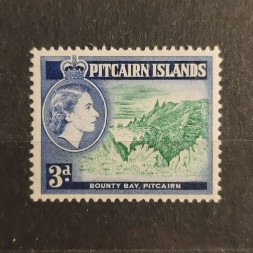 PITCAIRN ISLANDS
3d.
BOUNTY BAY, PITCAIRN